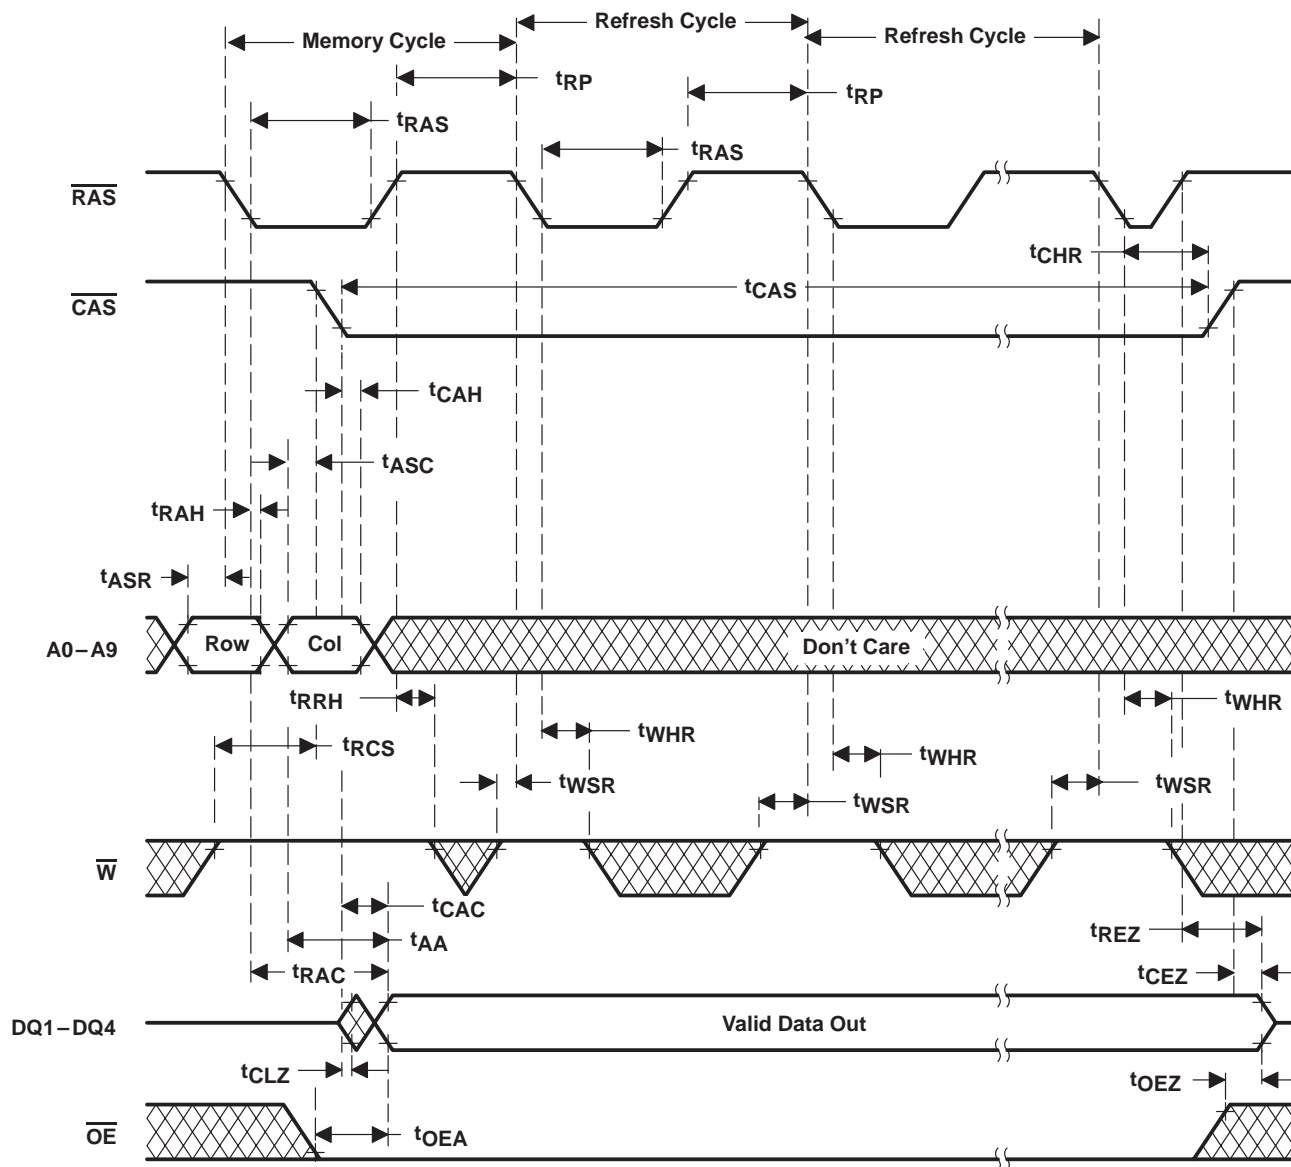 Refresh Cycle
Memory Cycle
Refresh Cycle
tRP
tRP
tRAS
tRAS
RAS
tCHR
tCAS
CAS
tCAH
tASC
tRAH
tASR
A0–A9
Row
Col
Don't Care
tRRH
tWHR
tWHR
tRCS
tWHR
tWSR
tWSR
tWSR
W
tCAC
tAA
tREZ
tRAC
tCEZ
DQ1–DQ4
Valid Data Out
tCLZ
tOEZ
OE
tOEA